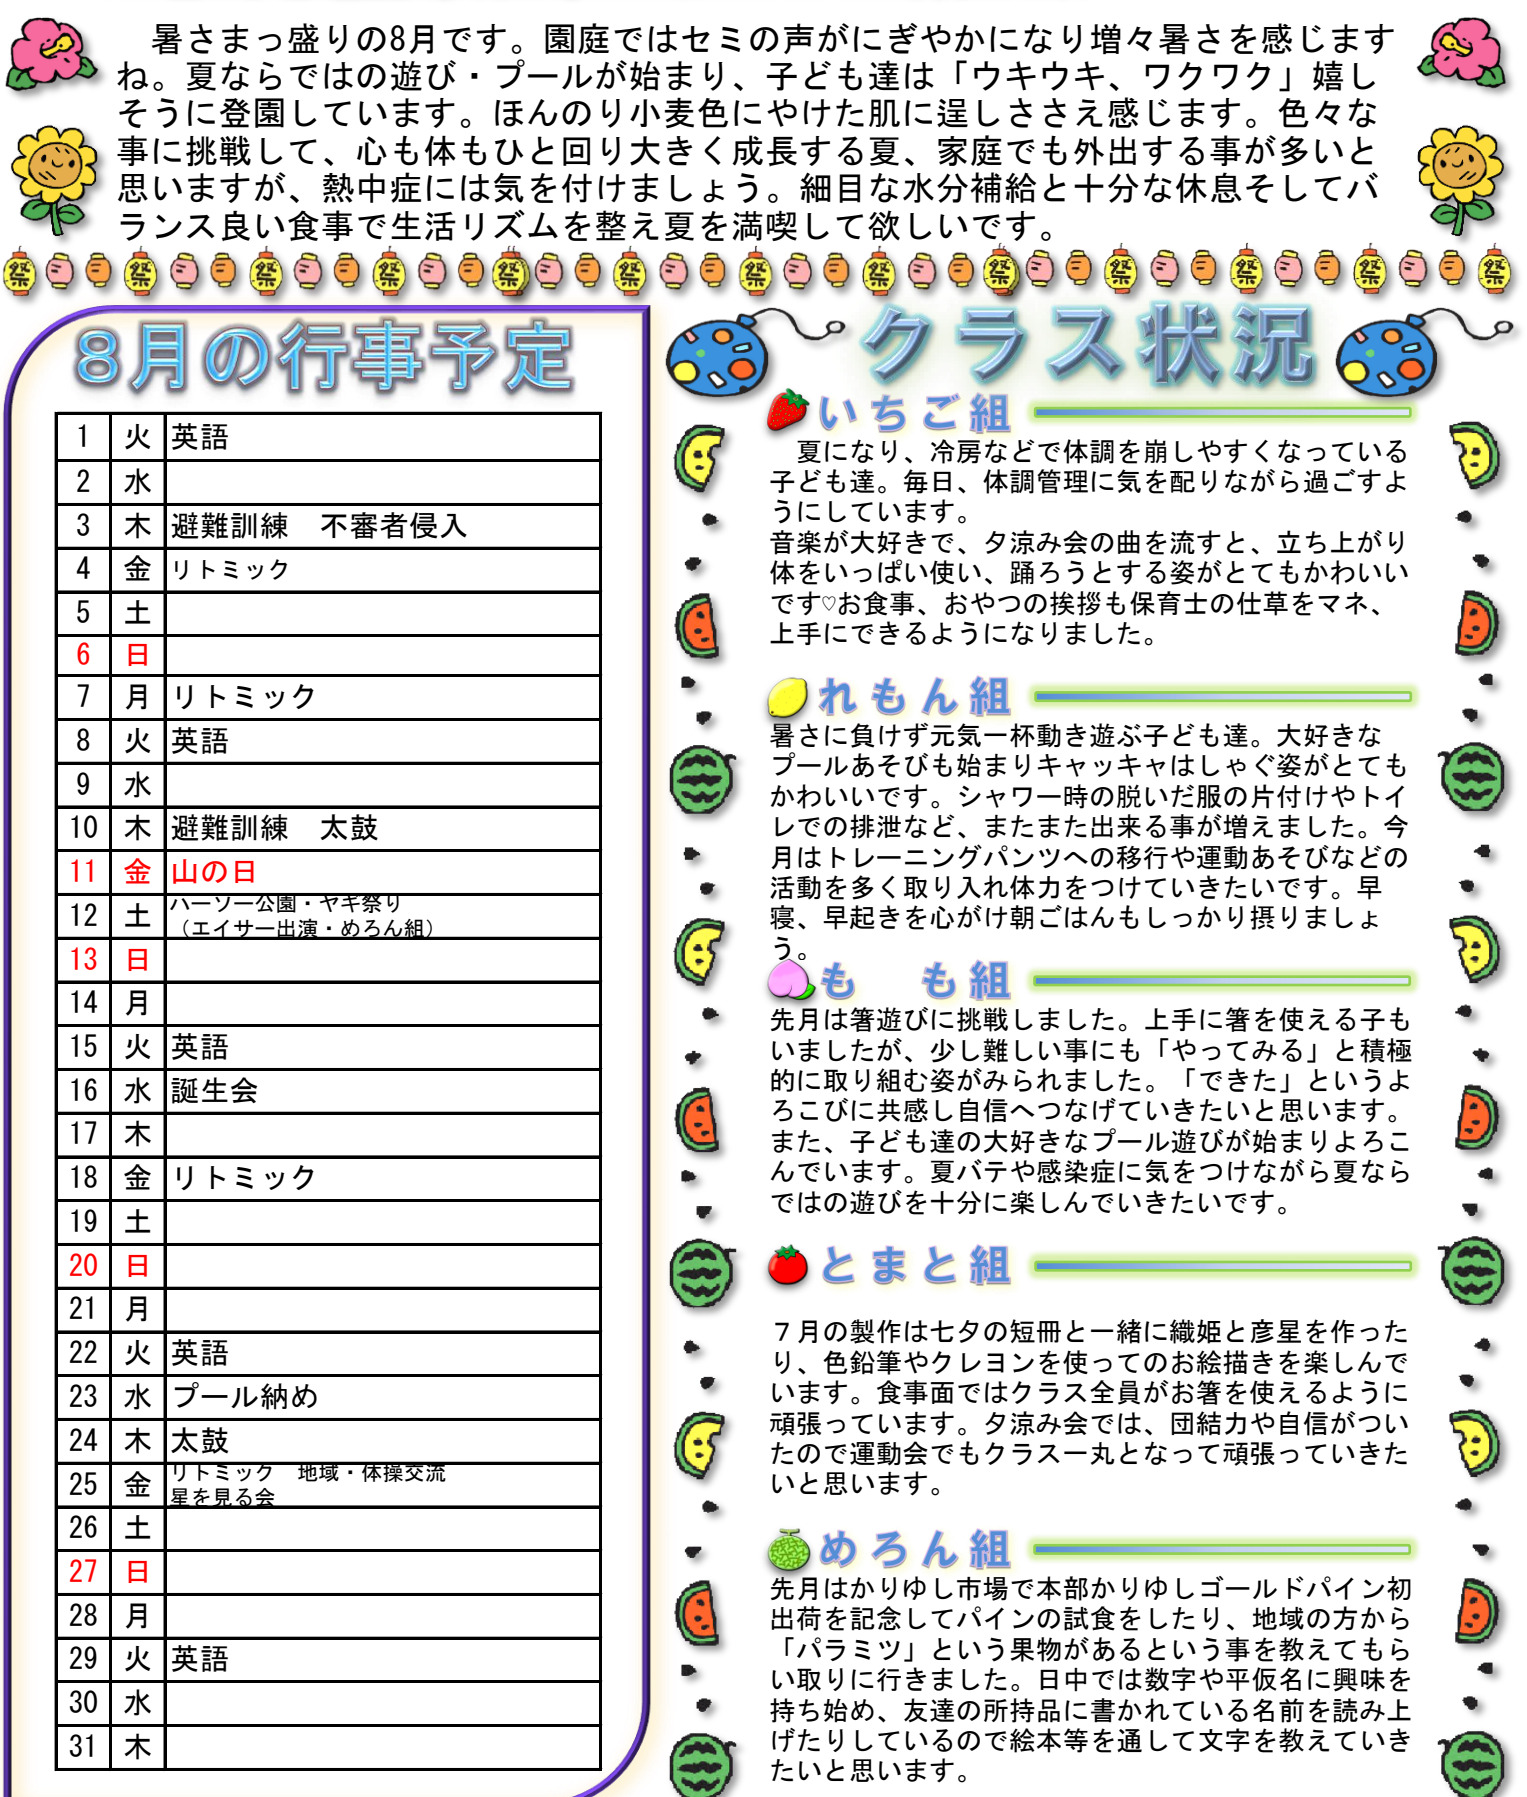 暑さまっ盛りの8月です。園庭ではセミの声がにぎやかになり増々暑さを感じます
ね。夏ならではの遊び・プールが始まり、子ども達は「ウキウキ、ワクワク」嬉し
そうに登園しています。ほんのり小麦色にやけた肌に逞しささえ感じます。色々な
事に挑戦して、心も体もひと回り大きく成長する夏、家庭でも外出する事が多いと
思いますが、熱中症には気を付けましょう。細目な水分補給と十分な休息そしてバ
ランス良い食事で生活リズムを整え夏を満喫して欲しいです。
祭 祭 祭 祭 祭 祭 祭 祭 祭 祭 祭 祭 祭
8月の行事予定
1 火 英語
2 水
3 木 避難訓練 不審者侵入
4 金 リトミック
5 土
6 日
7 月 リトミック
8 火 英語
9 水
10 木 避難訓練 太鼓
11 金 山の日
12 土 ハーソー公園・ヤギ祭り
（エイサー出演・めろん組）
13 日
14 月
15 火 英語
16 水 誕生会
17 木
18 金 リトミック
19 土
20 日
21 月
22 火 英語
23 水 プール納め
24 木 太鼓
25 金 リトミック 地域・体操交流
星を見る会
26 土
27 日
28 月
29 火 英語
30 水
31 木
クラス状況
いちご組
夏になり、冷房などで体調を崩しやすくなっている
子ども達。毎日、体調管理に気を配りながら過ごすよ
うにしています。
音楽が大好きで、夕涼み会の曲を流すと、立ち上がり
体をいっぱい使い、踊ろうとする姿がとてもかわいい
です♡お食事、おやつの挨拶も保育士の仕草をマネ、
上手にできるようになりました。
れもん組
暑さに負けず元気一杯動き遊ぶ子ども達。大好きな
プールあそびも始まりキャッキャはしゃぐ姿がとても
かわいいです。シャワー時の脱いだ服の片付けやトイ
レでの排泄など、またまた出来る事が増えました。今
月はトレーニングパンツへの移行や運動あそびなどの
活動を多く取り入れ体力をつけていきたいです。早
寝、早起きを心がけ朝ごはんもしっかり摂りましょ
う。
も も組
先月は箸遊びに挑戦しました。上手に箸を使える子も
いましたが、少し難しい事にも「やってみる」と積極
的に取り組む姿がみられました。「できた」というよ
ろこびに共感し自信へつなげていきたいと思います。
また、子ども達の大好きなプール遊びが始まりよろこ
んでいます。夏バテや感染症に気をつけながら夏なら
ではの遊びを十分に楽しんでいきたいです。
とまと組
７月の製作は七夕の短冊と一緒に織姫と彦星を作った
り、色鉛筆やクレヨンを使ってのお絵描きを楽しんで
います。食事面ではクラス全員がお箸を使えるように
頑張っています。夕涼み会では、団結力や自信がつい
たので運動会でもクラス一丸となって頑張っていきた
いと思います。
めろん組
先月はかりゆし市場で本部かりゆしゴールドパイン初
出荷を記念してパインの試食をしたり、地域の方から
「パラミツ」という果物があるという事を教えてもら
い取りに行きました。日中では数字や平仮名に興味を
持ち始め、友達の所持品に書かれている名前を読み上
げたりしているので絵本等を通して文字を教えていき
たいと思います。